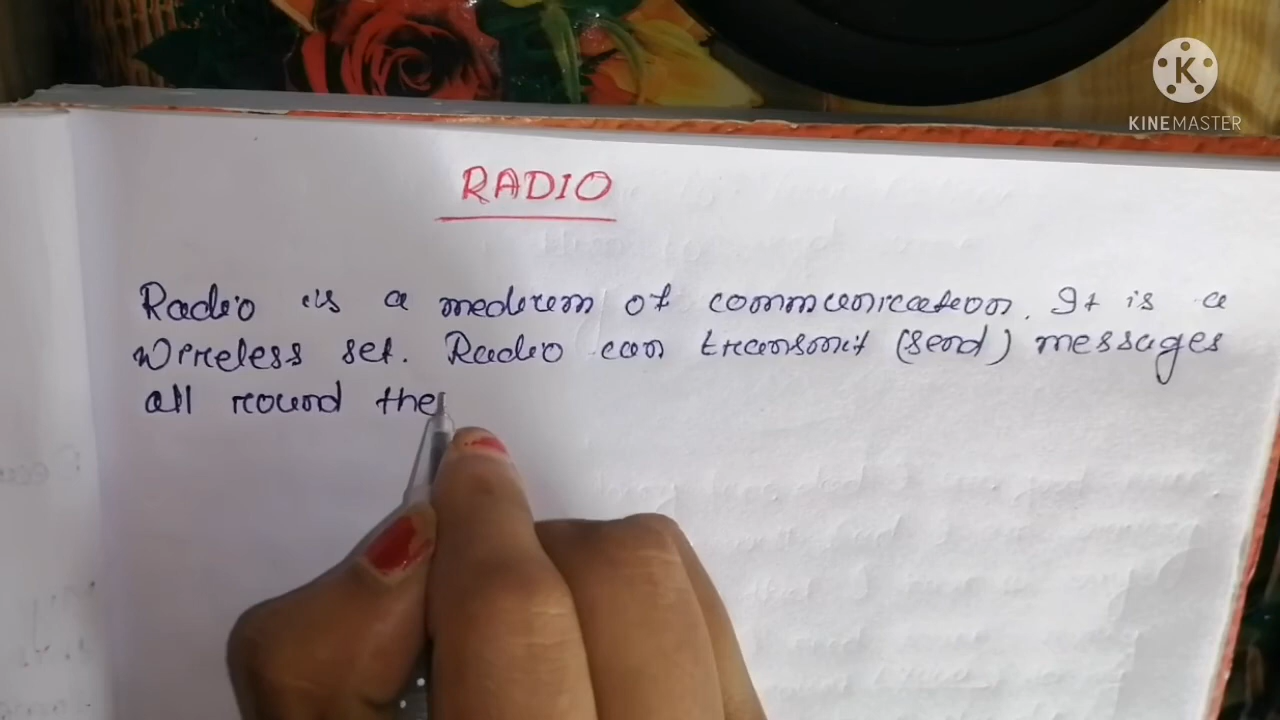 K
KINEMASTER
RADIO
Radio is a medium of communication. It is a
Wireless set. Radio can transmit (send) messages
all round the